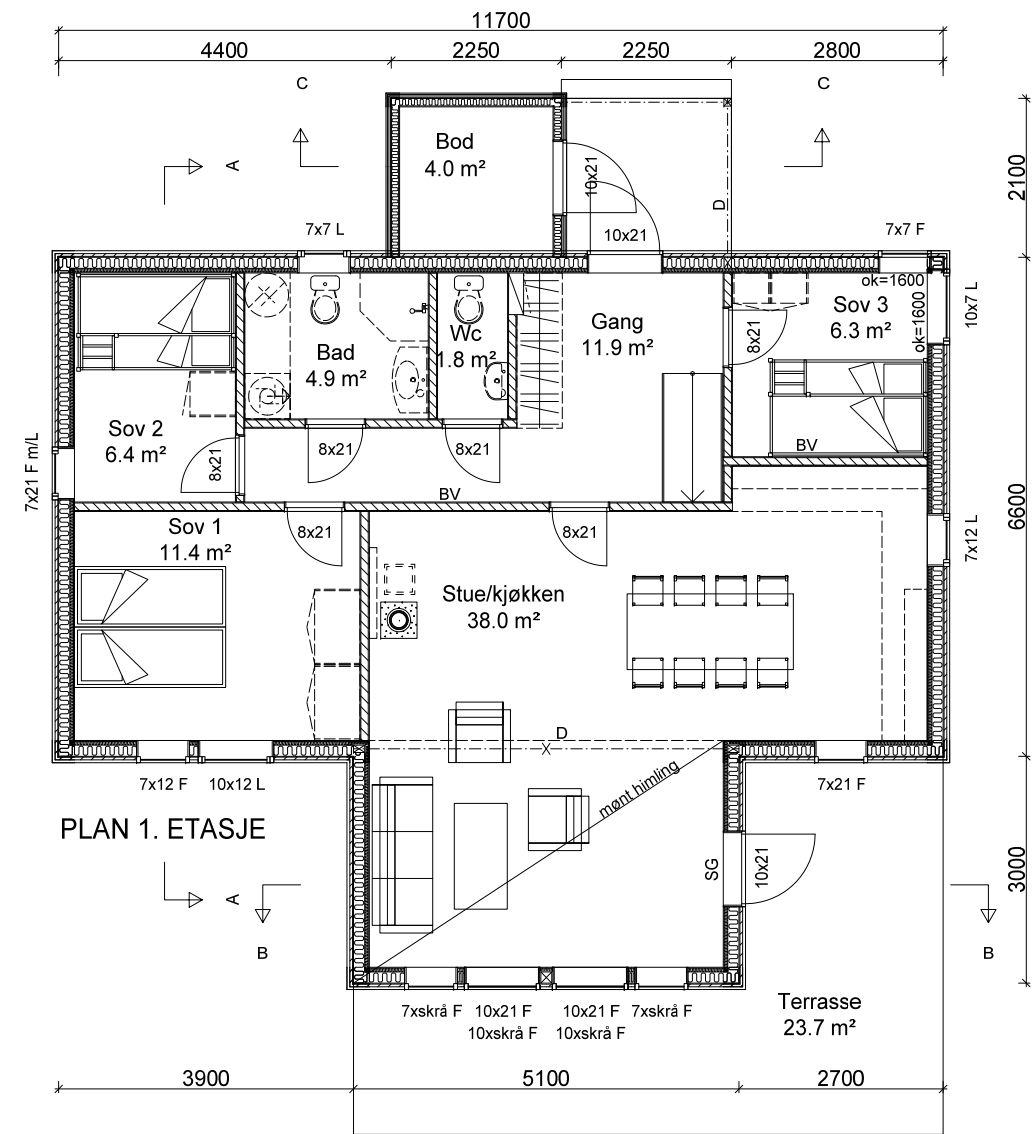 11700
4400
2250
2250
2800
C
C
A
Bod
4.0 m²
10x21
10x21
D
2100
7x7 L
7x7 F
ok=1600
ok=1600
10x7 L
Sov 3
6.3 m²
8x21
BV
Gang
11.9 m²
Wc
1.8 m²
Bad
4.9 m²
Sov 2
6.4 m²
8x21
8x21
8x21
BV
7x21 F m/L
7x12 L
6600
Sov 1
11.4 m²
8x21
8x21
Stue/kjøkken
38.0 m²
D
7x12 F
10x12 L
7x21 F
mønt himling
PLAN 1. ETASJE
SG
10x21
3000
A
B
B
7xskrå F
10x21 F
10xskrå F
10x21 F
10xskrå F
7xskrå F
Terrasse
23.7 m²
3900
5100
2700